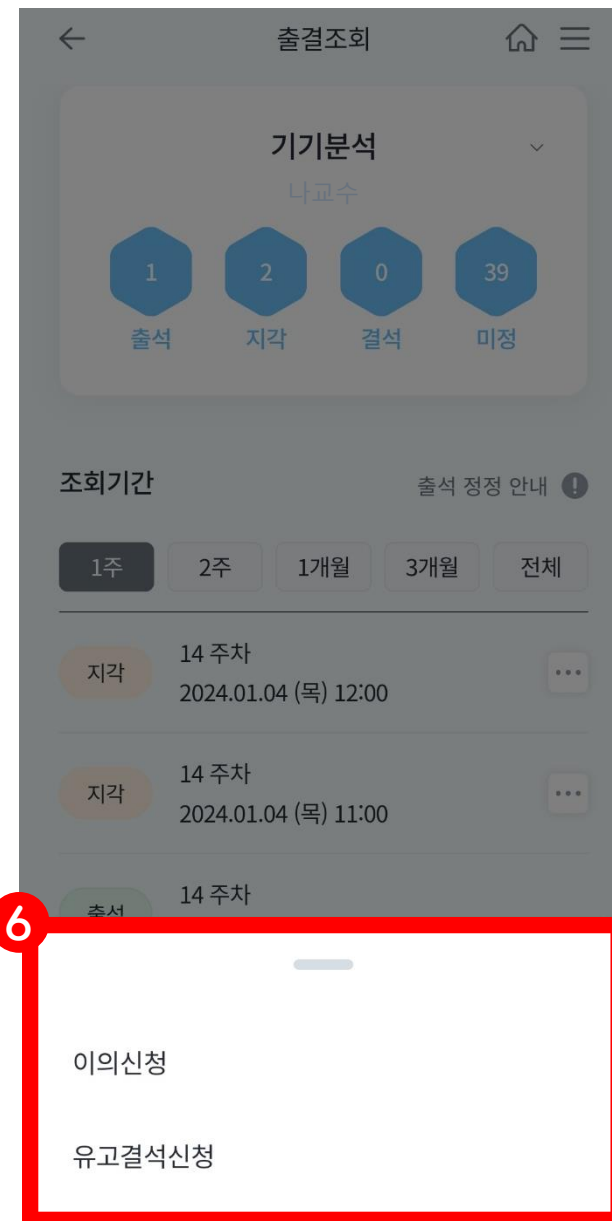 출결조회
기기분석
나교수
1 2 0 39
출석 지각 결석 미정
조회기간 출석 정정 안내 !
1주 2주 1개월 3개월 전체
지각 14 주차
2024.01.04 (목) 12:00
지각 14 주차
2024.01.04 (목) 11:00
출석 14 주차
6
이의신청
유고결석신청